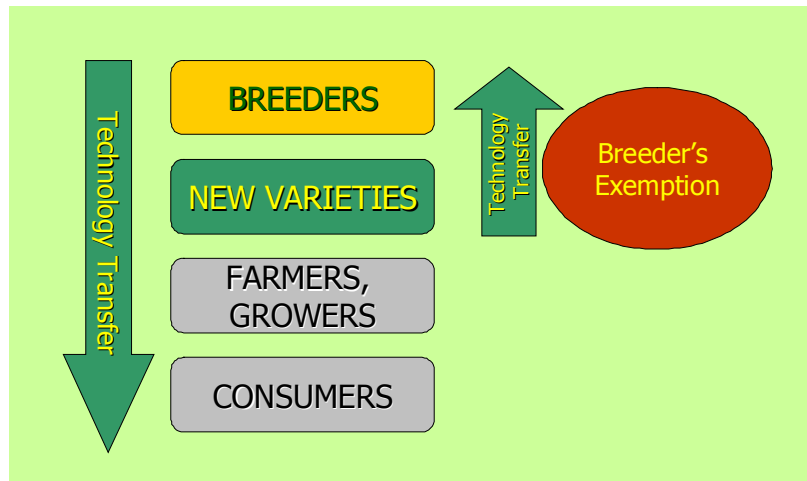 Technology Transfer
BREEDERS
NEW VARIETIES
FARMERS,
GROWERS
CONSUMERS
Technology
Transfer
Breeder's
Exemption